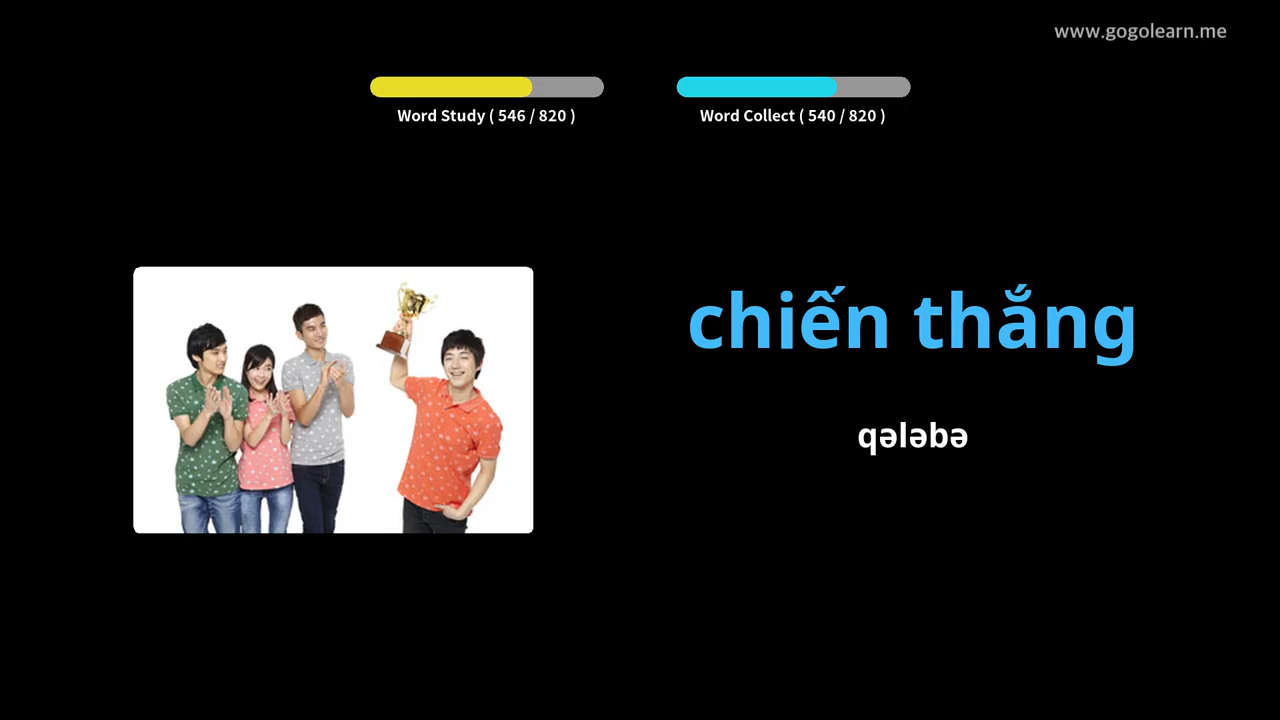 www.gogolearn.me
Word Study ( 546 / 820 )
Word Collect ( 540 / 820 )
chiến thắng
qələbə